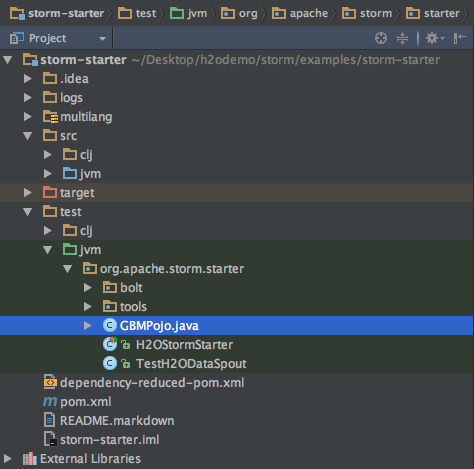 storm-starter test jvm org apache storm starter
Project
storm-starter ~/Desktop/h2odemo/storm/examples/storm-starter
.idea
logs
multilang
src
clj
jvm
target
test
clj
jvm
org.apache.storm.starter
bolt
tools
GBMPojo.java
H2OStormStarter
TestH2ODataSpout
dependency-reduced-pom.xml
pom.xml
README.markdown
storm-starter.iml
External Libraries